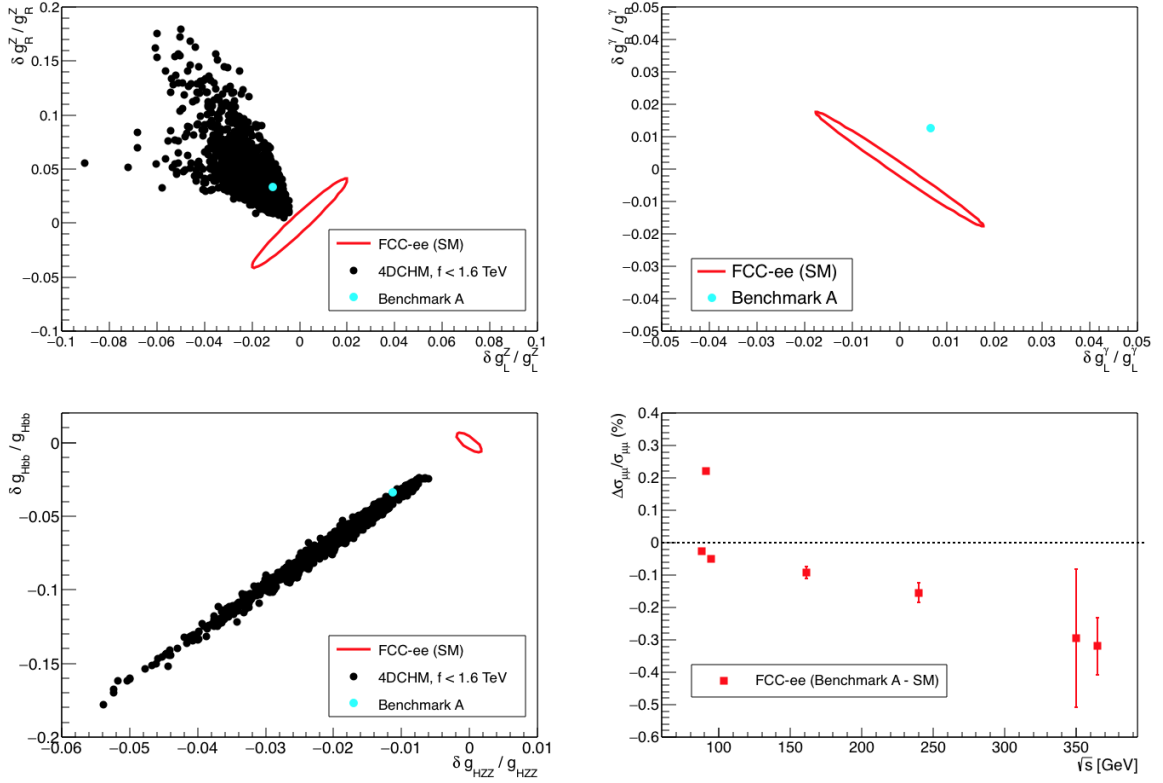 δ g_R^Z / g_R^Z
0.2
0.15
0.1
0.05
0
−0.05
−0.1
−0.1 −0.08 −0.06 −0.04 −0.02 0 0.02 0.04 0.06 0.08 0.1
δ g_L^Z / g_L^Z
FCC-ee (SM)
4DCHM, f < 1.6 TeV
Benchmark A
δ g_R^γ / g_R^γ
0.05
0.04
0.03
0.02
0.01
0
−0.01
−0.02
−0.03
−0.04
−0.05
−0.05 −0.04 −0.03 −0.02 −0.01 0 0.01 0.02 0.03 0.04 0.05
δ g_L^γ / g_L^γ
FCC-ee (SM)
Benchmark A
δ g_Hbb / g_Hbb
0
−0.05
−0.1
−0.15
−0.2
−0.06 −0.05 −0.04 −0.03 −0.02 −0.01 0 0.01
δ g_HZZ / g_HZZ
FCC-ee (SM)
4DCHM, f < 1.6 TeV
Benchmark A
Δσ_μμ/σ_μμ (%)
0.4
0.3
0.2
0.1
0
−0.1
−0.2
−0.3
−0.4
−0.5
−0.6
100 150 200 250 300 350
√s [GeV]
FCC-ee (Benchmark A - SM)